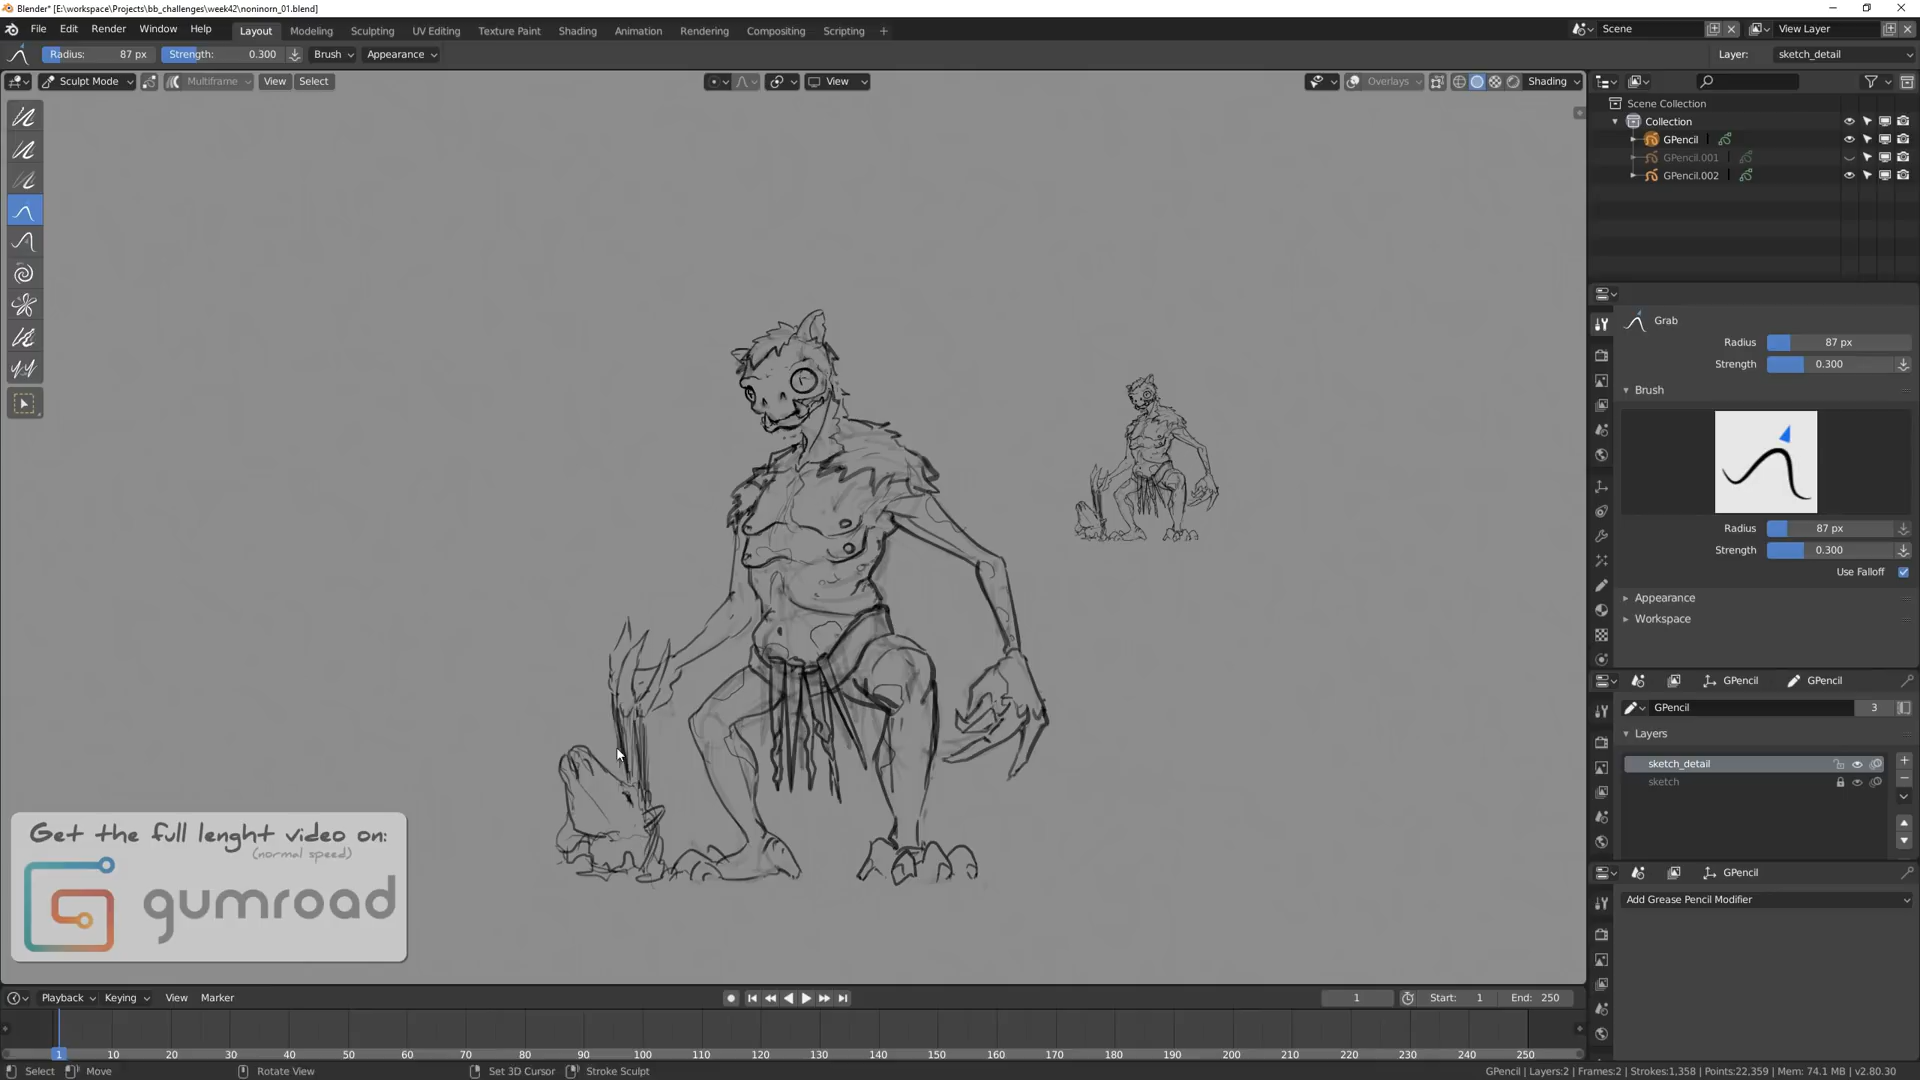 Blender* [E:\workspace\Projects\bb_challenges\week42\noninorn_01.blend]
File Edit Render Window Help Layout Modeling Sculpting UV Editing Texture Paint Shading Animation Rendering Compositing Scripting + Scene View Layer
Radius: 87 px Strength: 0.300 Brush Appearance Layer: sketch_detail
Sculpt Mode Multiframe View Select View Overlays Shading
Scene Collection
Collection
GPencil
GPencil.001
GPencil.002
Grab
Radius 87 px
Strength 0.300
Brush
Radius 87 px
Strength 0.300
Use Falloff
Appearance
Workspace
GPencil GPencil
GPencil 3
Layers
sketch_detail
sketch
GPencil
Add Grease Pencil Modifier
Get the full lenght video on:
(normal speed)
gumroad
Playback Keying View Marker 1 Start: 1 End: 250
1 10 20 30 40 50 60 70 80 90 100 110 120 130 140 150 160 170 180 190 200 210 220 230 240 250
Select Move Rotate View Set 3D Cursor Stroke Sculpt GPencil | Layers:2 | Frames:2 | Strokes:1,358 | Points:22,359 | Mem: 74.1 MB | v2.80.30